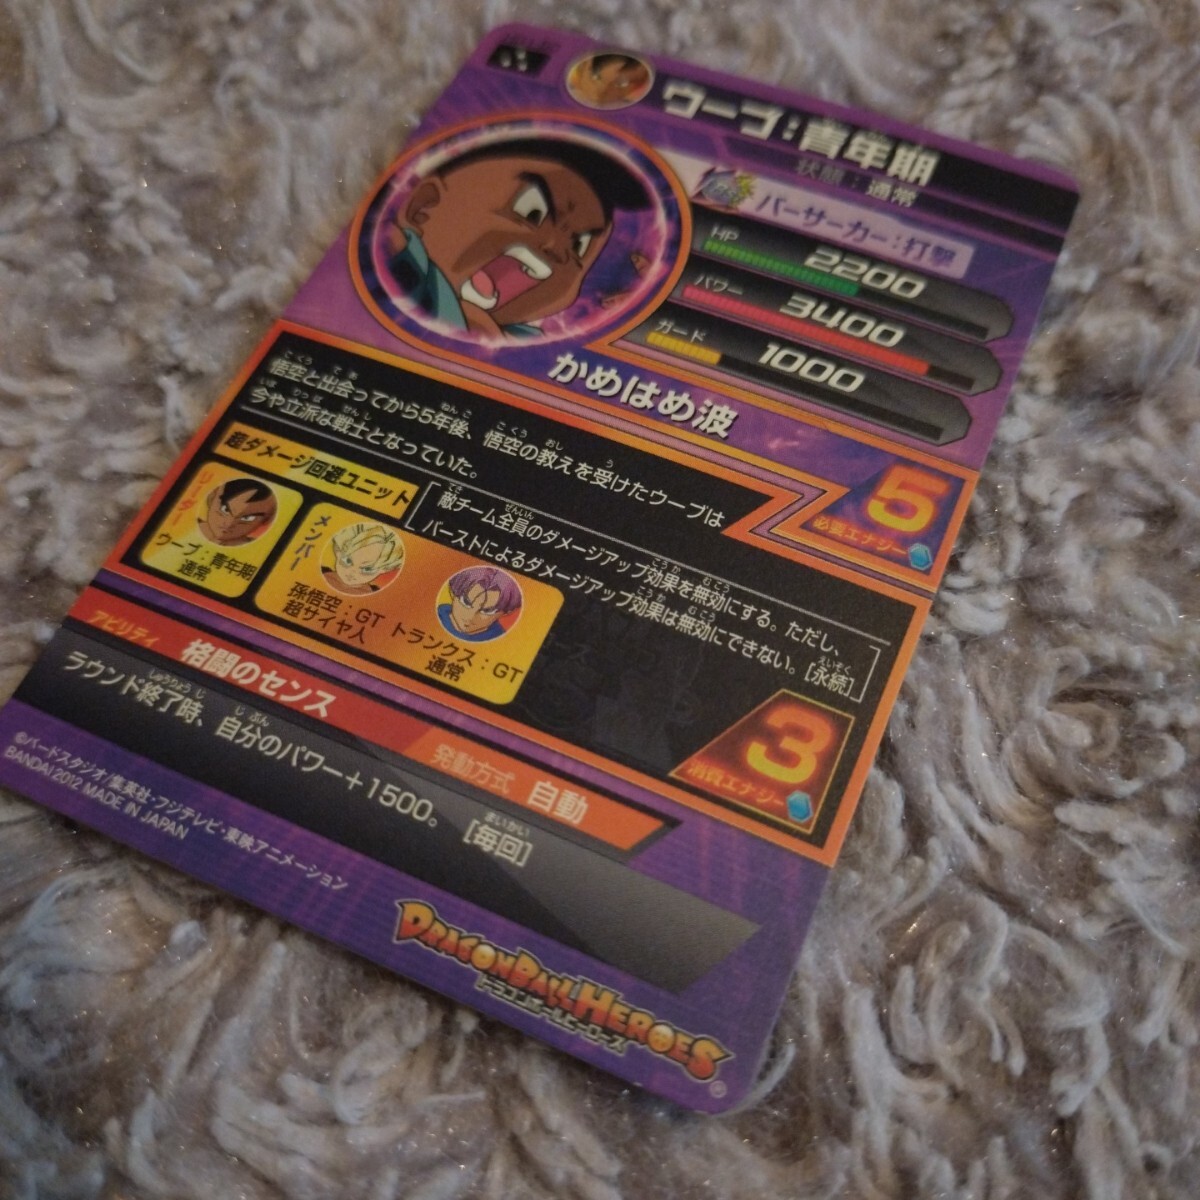 ウーブ：青年期
状態：通常
バーサーカー：打撃
HP 2200
パワー 3400
ガード 1000
かめはめ波
悟空と出会ってから5年後、悟空の教えを受けたウーブは
今や立派な戦士となっていた。
5
必要エナジー
超ダメージ回避ユニット
敵チーム全員のダメージアップ効果を無効にする。ただし、
バーストによるダメージアップ効果は無効にできない。[永続]
リーダー
ウーブ：青年期
通常
メンバー
孫悟空：GT
超サイヤ人
トランクス：GT
通常
3
消費エナジー
アビリティ 格闘のセンス 発動方式 自動
ラウンド終了時、自分のパワー＋1500。 [毎回]
©バードスタジオ/集英社・フジテレビ・東映アニメーション
BANDAI 2012 MADE IN JAPAN
DRAGON BALL HEROES
ドラゴンボールヒーローズ